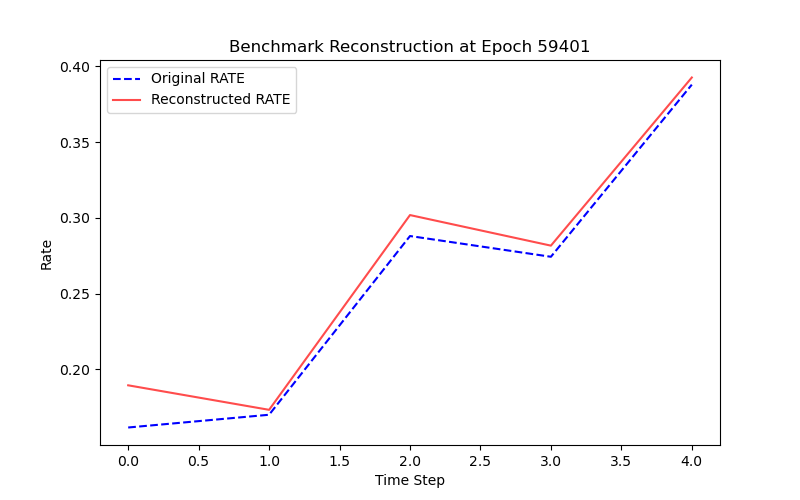 Benchmark Reconstruction at Epoch 59401
Original RATE
Reconstructed RATE
0.40
0.35
0.30
0.25
0.20
Rate
0.0 0.5 1.0 1.5 2.0 2.5 3.0 3.5 4.0
Time Step